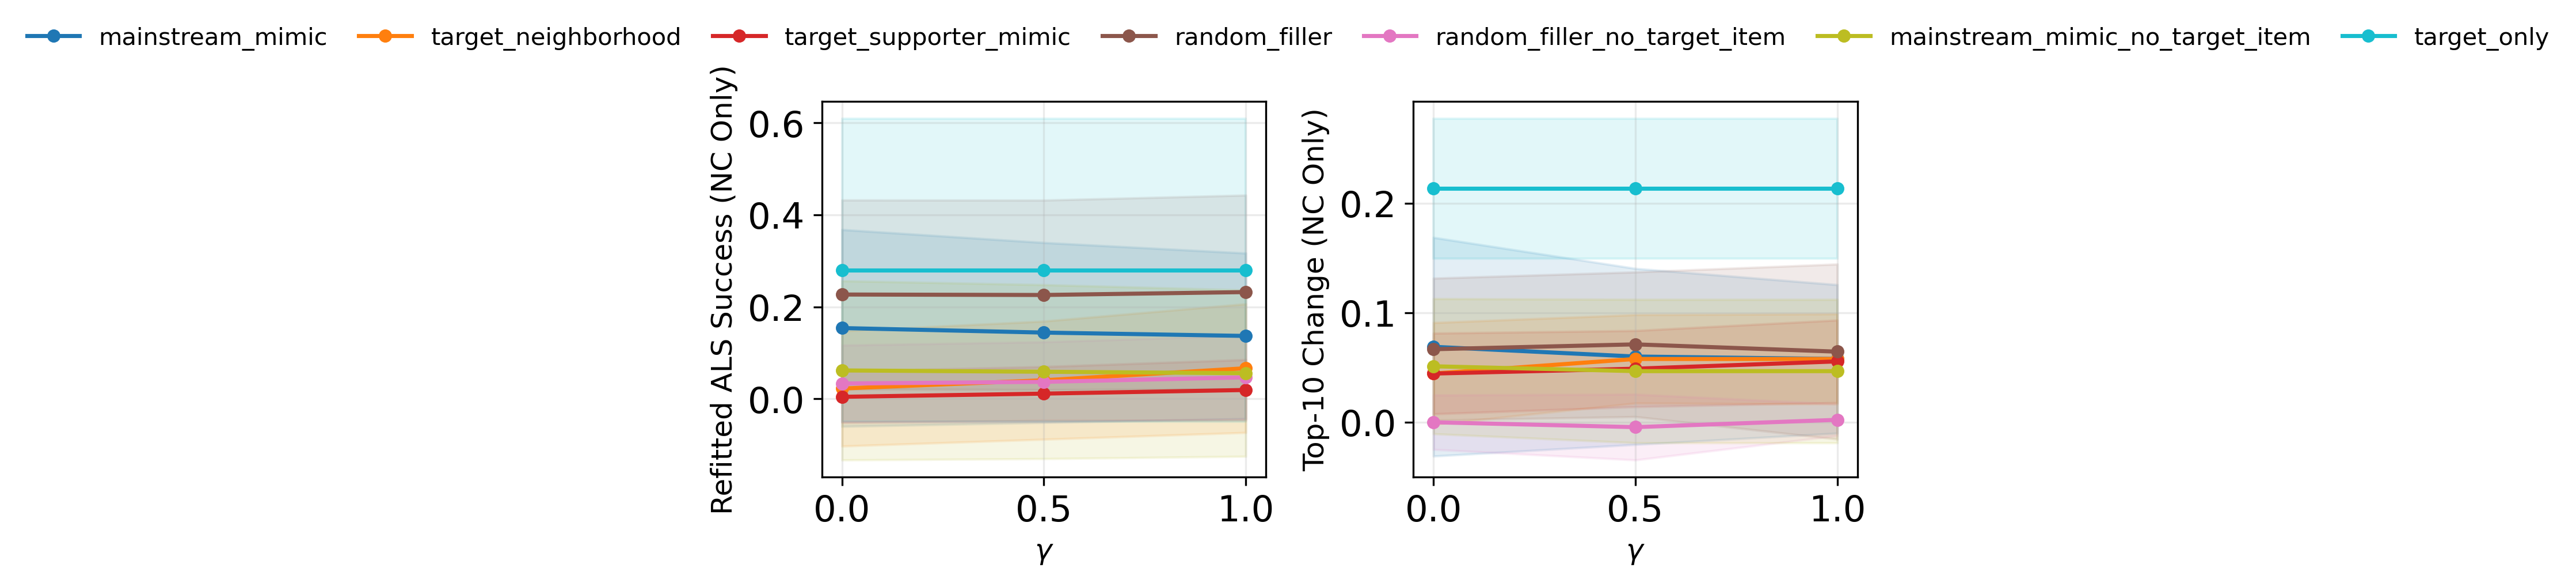 mainstream_mimic target_neighborhood target_supporter_mimic random_filler random_filler_no_target_item mainstream_mimic_no_target_item target_only
Refitted ALS Success (NC Only)
0.6
0.4
0.2
0.0
0.0 0.5 1.0
γ
Top-10 Change (NC Only)
0.2
0.1
0.0
0.0 0.5 1.0
γ